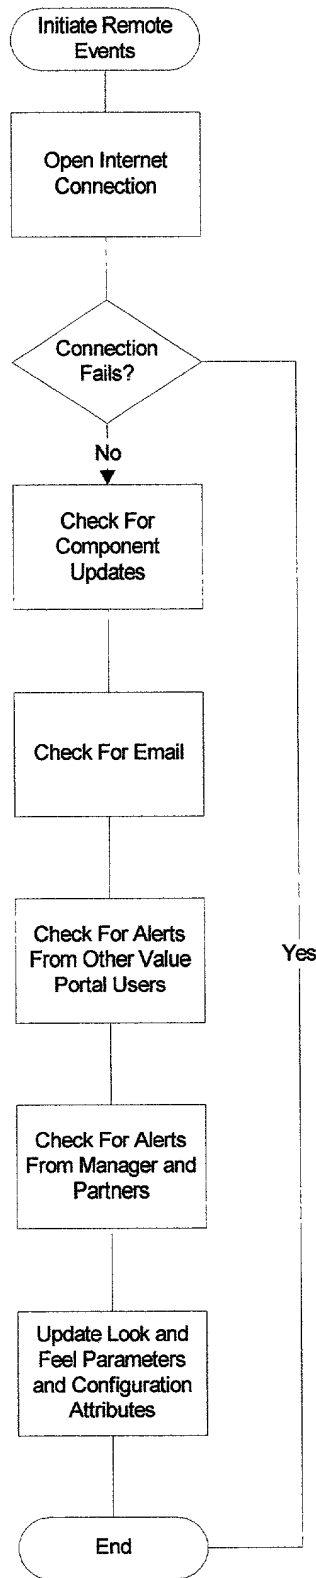 Initiate Remote
Events
Open Internet
Connection
Connection
Fails?
No
Check For
Component
Updates
Check For Email
Check For Alerts
From Other Value
Portal Users
Yes
Check For Alerts
From Manager and
Partners
Update Look and
Feel Parameters
and Configuration
Attributes
End